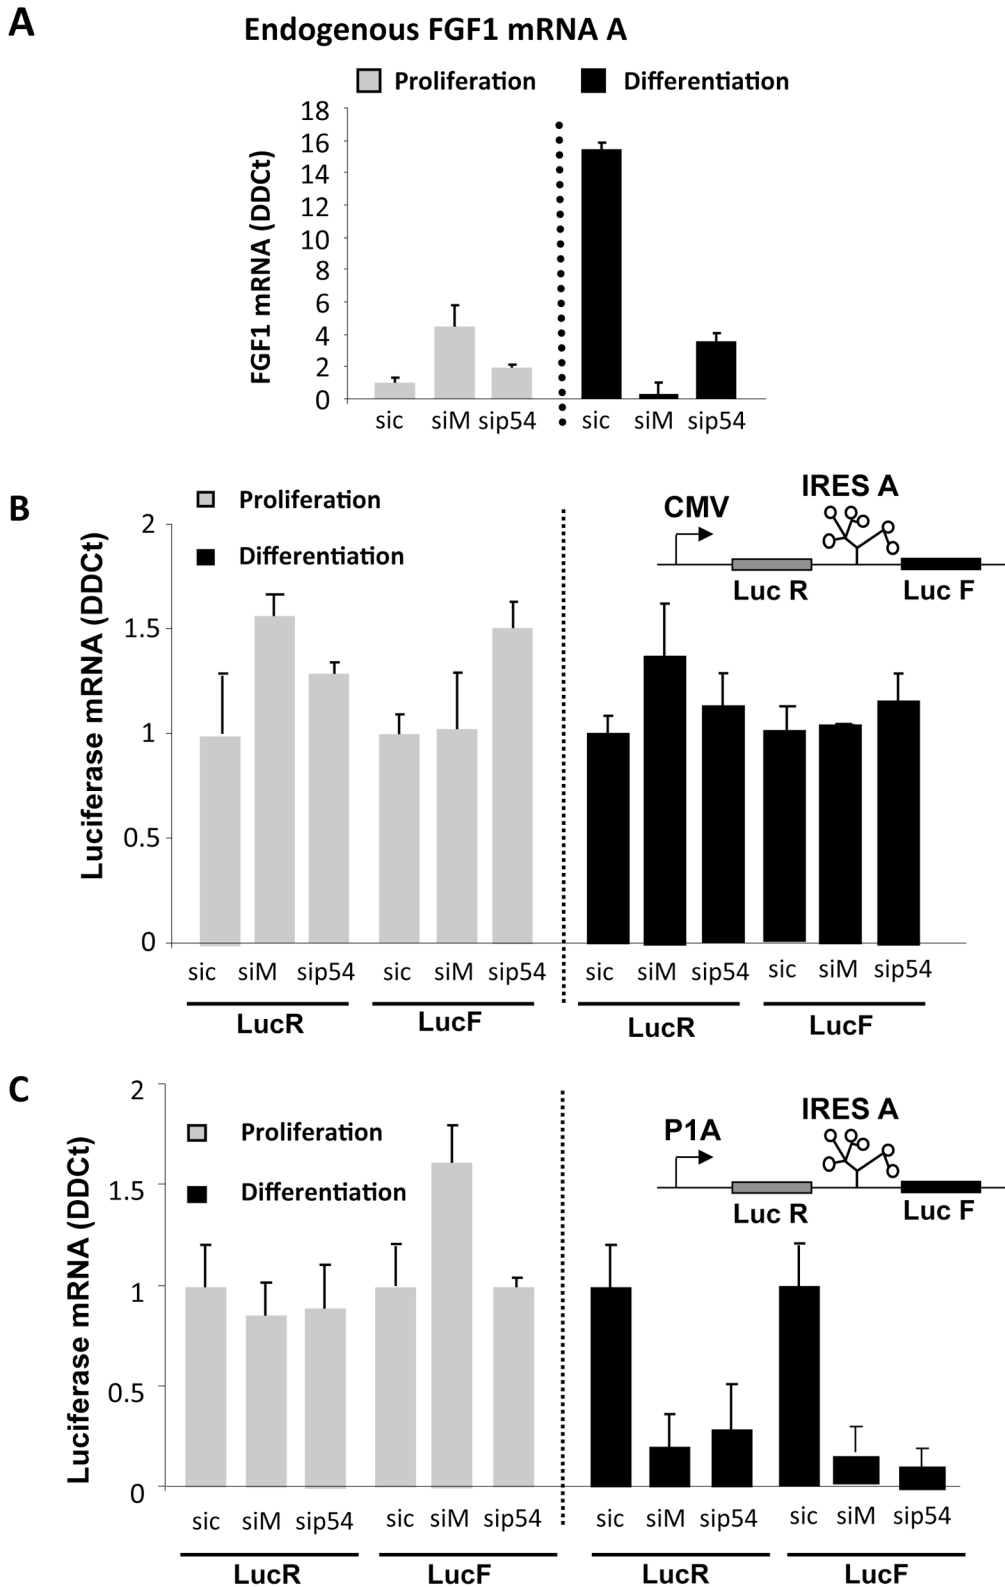 A
Endogenous FGF1 mRNA A
Proliferation Differentiation
FGF1 mRNA (DDCt)
18
16
14
12
10
8
6
4
2
0
sic siM sip54 sic siM sip54
B
Proliferation
Differentiation
CMV
IRES A
Luc R Luc F
Luciferase mRNA (DDCt)
2
1.5
1
0.5
0
sic siM sip54 sic siM sip54 sic siM sip54 sic siM sip54
LucR LucF LucR LucF
C
Proliferation
Differentiation
P1A
IRES A
Luc R Luc F
Luciferase mRNA (DDCt)
2
1.5
1
0.5
0
sic siM sip54 sic siM sip54 sic siM sip54 sic siM sip54
LucR LucF LucR LucF